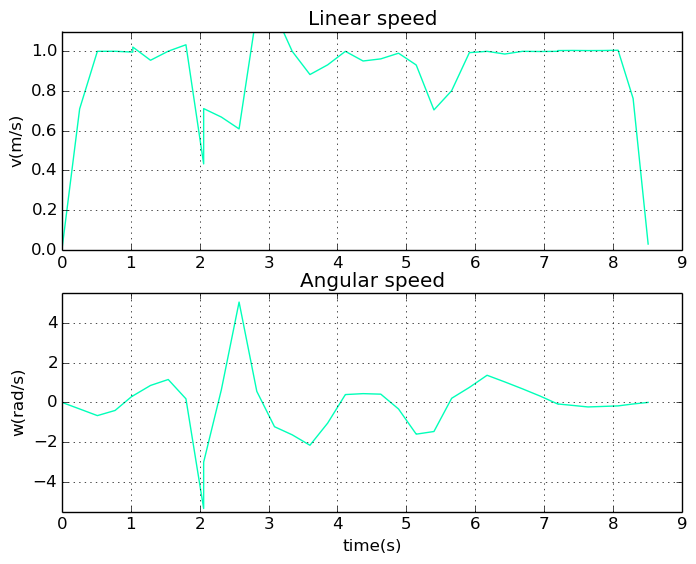 Linear speed
1.0
0.8
0.6
0.4
0.2
0.0
v(m/s)
0 1 2 3 4 5 6 7 8 9
Angular speed
4
2
0
−2
−4
w(rad/s)
0 1 2 3 4 5 6 7 8 9
time(s)